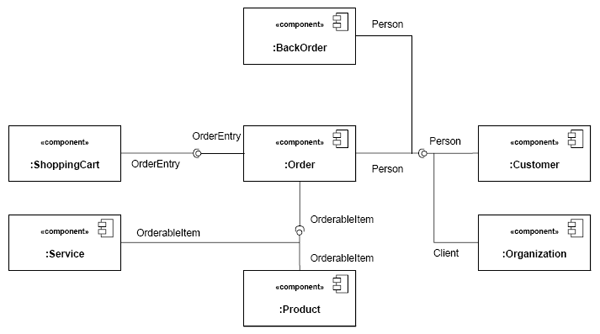 «component»
:BackOrder
Person
«component»
:ShoppingCart
OrderEntry
OrderEntry
«component»
:Order
Person
Person
«component»
:Customer
OrderableItem
«component»
:Service
OrderableItem
OrderableItem
«component»
:Product
Client
«component»
:Organization